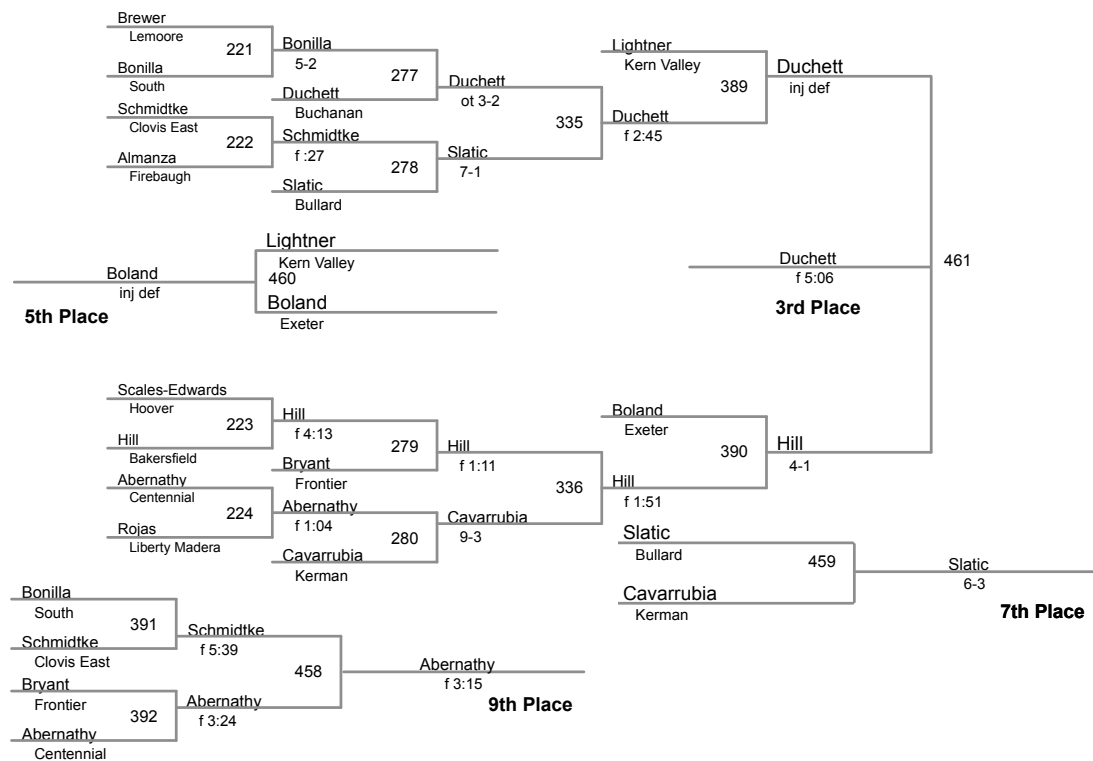 Brewer
Lemoore
221
Bonilla
South
Bonilla
5-2
277
Duchett
Buchanan
Duchett
ot 3-2
Schmidtke
Clovis East
222
Almanza
Firebaugh
Schmidtke
f :27
278
Slatic
Bullard
Slatic
7-1
335
Lightner
Kern Valley
389
Duchett
f 2:45
Duchett
inj def
Lightner
Kern Valley
460
Boland
Exeter
Boland
inj def
5th Place
Duchett
f 5:06
3rd Place
461
Scales-Edwards
Hoover
223
Hill
Bakersfield
Hill
f 4:13
279
Bryant
Frontier
Hill
f 1:11
Abernathy
Centennial
224
Rojas
Liberty Madera
Abernathy
f 1:04
280
Cavarrubia
Kerman
Cavarrubia
9-3
336
Boland
Exeter
390
Hill
f 1:51
Hill
4-1
Slatic
Bullard
459
Cavarrubia
Kerman
Slatic
6-3
7th Place
Bonilla
South
391
Schmidtke
Clovis East
Schmidtke
f 5:39
458
Bryant
Frontier
392
Abernathy
Centennial
Abernathy
f 3:24
Abernathy
f 3:15
9th Place